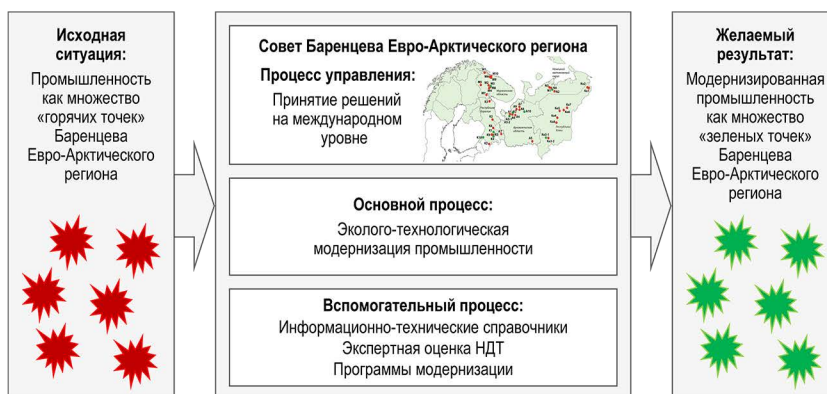 Исходная
ситуация:
Промышленность
как множество
«горячих точек»
Баренцева
Евро-Арктического
региона
Совет Баренцева Евро-Арктического региона
Процесс управления:
Принятие решений
на международном
уровне
Основной процесс:
Эколого-технологическая
модернизация промышленности
Вспомогательный процесс:
Информационно-технические справочники
Экспертная оценка НДТ
Программы модернизации
Желаемый
результат:
Модернизированная
промышленность
как множество
«зеленых точек»
Баренцева
Евро-Арктического
региона